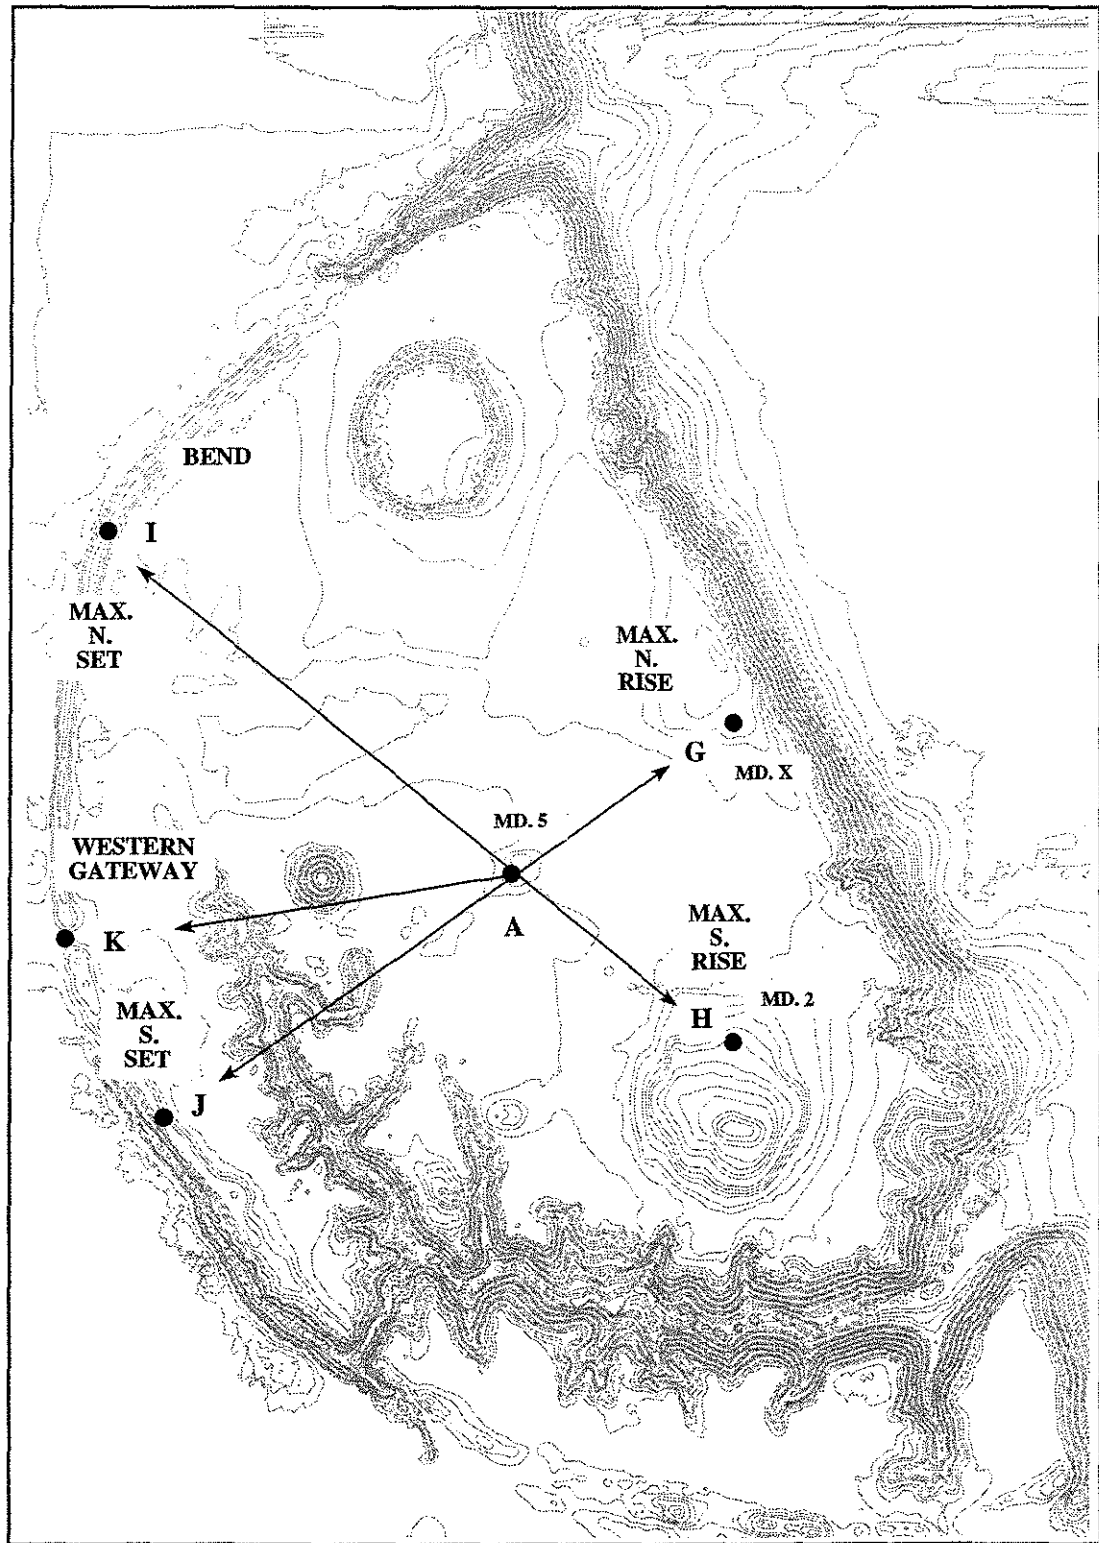 BEND
I
MAX.
N.
SET
MAX.
N.
RISE
G
MD. X
MD. 5
WESTERN
GATEWAY
A
K
MAX.
S.
RISE
MD. 2
H
MAX.
S.
SET
J